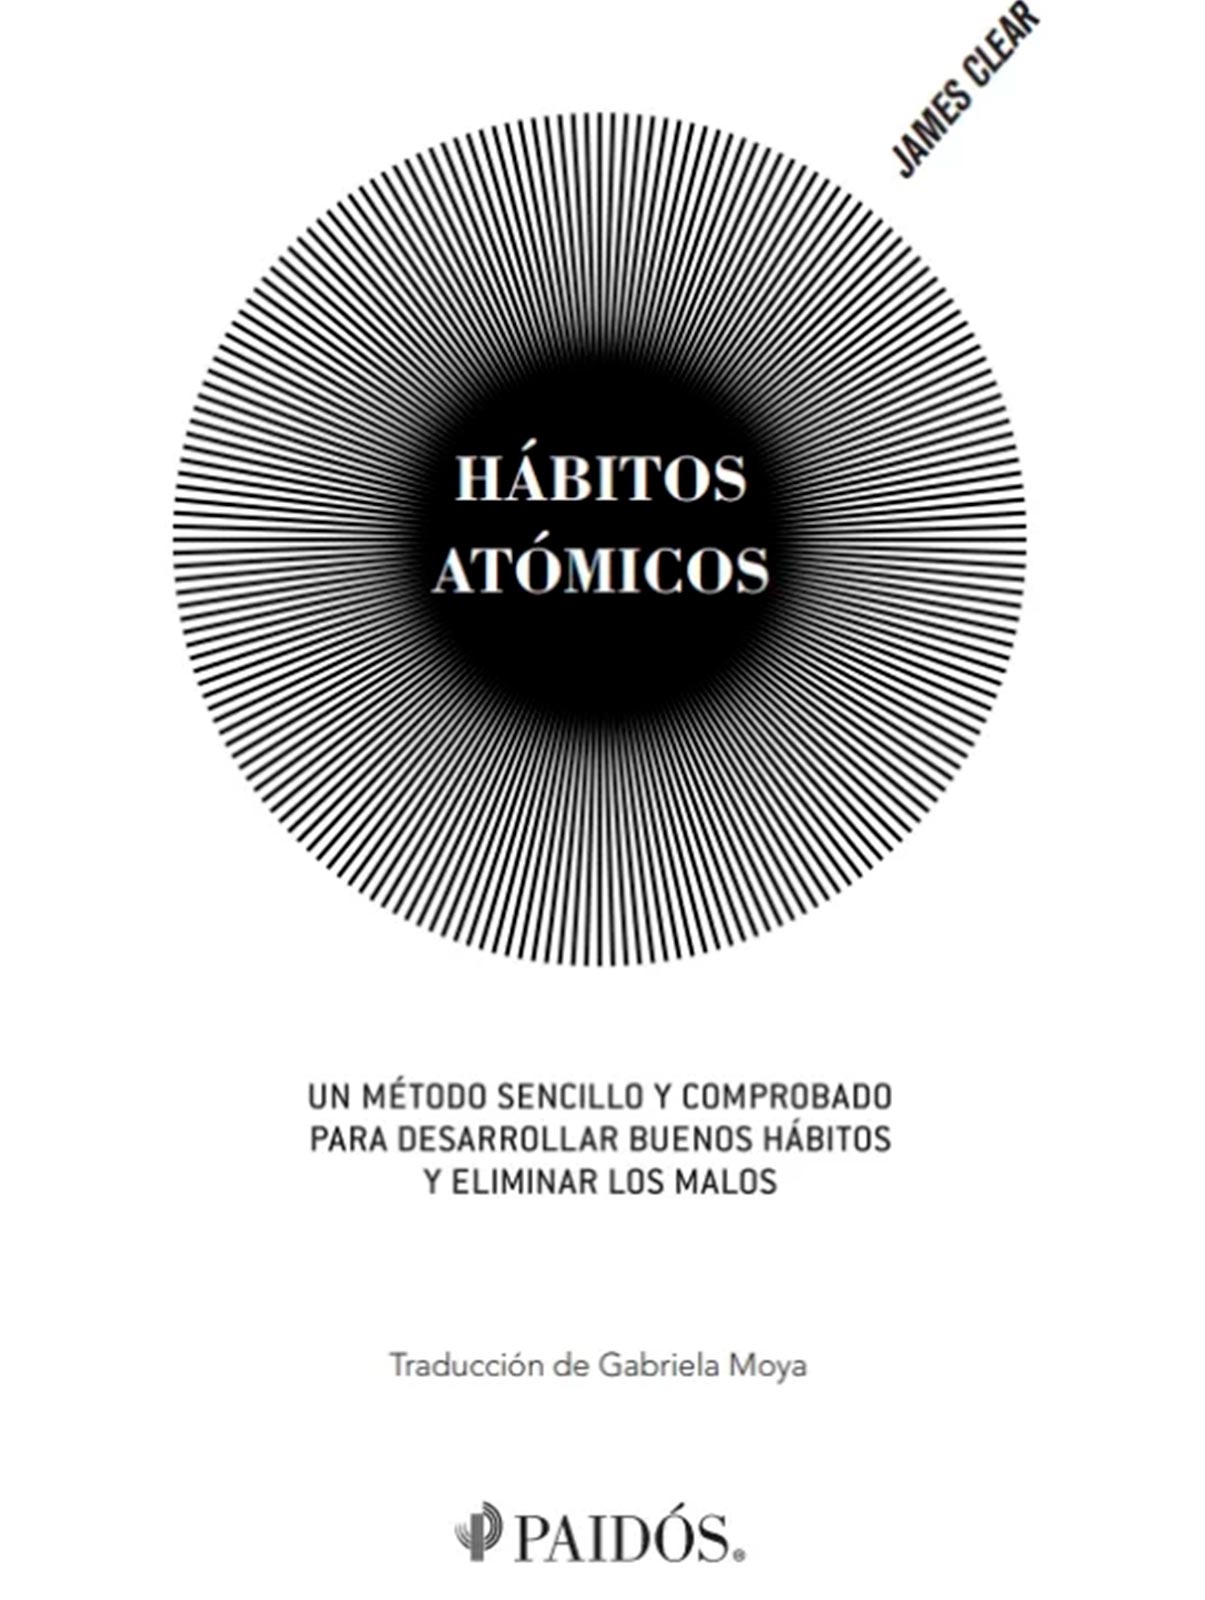 JAMES CLEAR
HÁBITOS
ATÓMICOS
UN MÉTODO SENCILLO Y COMPROBADO
PARA DESARROLLAR BUENOS HÁBITOS
Y ELIMINAR LOS MALOS
Traducción de Gabriela Moya
PAIDÓS®